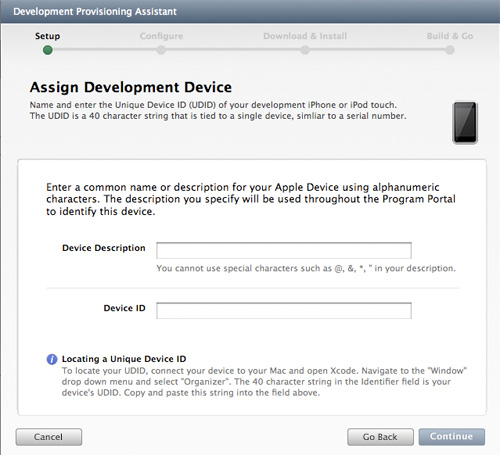 Development Provisioning Assistant
Setup
Configure
Download & Install
Build & Go
Assign Development Device
Name and enter the Unique Device ID (UDID) of your development iPhone or iPod touch.
The UDID is a 40 character string that is tied to a single device, simliar to a serial number.
Enter a common name or description for your Apple Device using alphanumeric
characters. The description you specify will be used throughout the Program Portal
to identify this device.
Device Description
You cannot use special characters such as @, &, *, " in your description.
Device ID
Locating a Unique Device ID
To locate your UDID, connect your device to your Mac and open Xcode. Navigate to the "Window"
drop down menu and select "Organizer". The 40 character string in the Identifier field is your
device's UDID. Copy and paste this string into the field above.
Cancel
Go Back
Continue